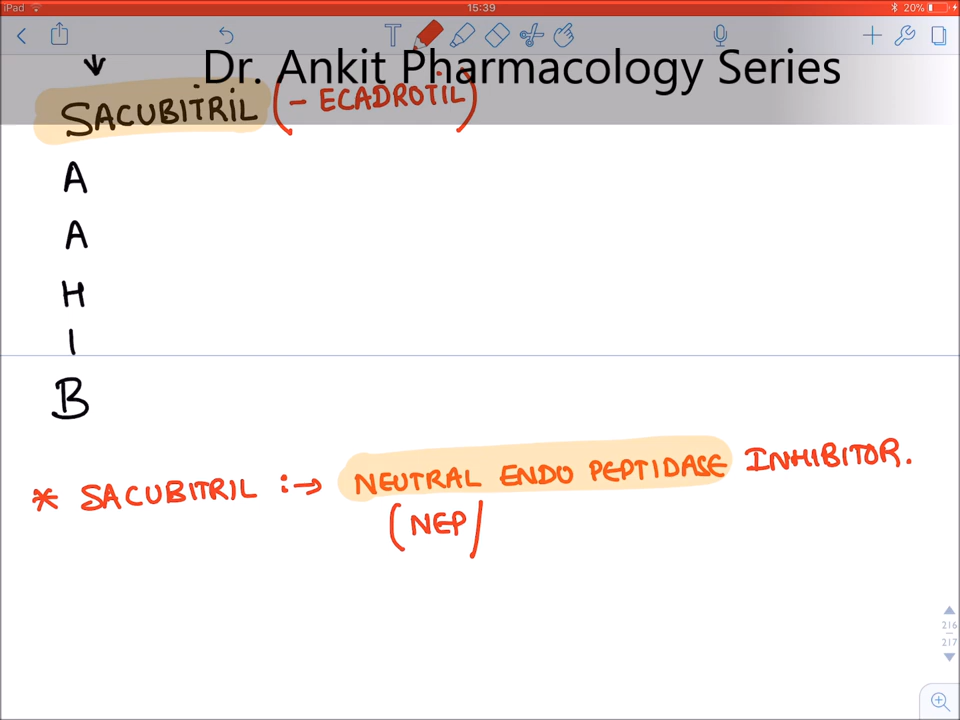 iPad 15:39 20%
T
Dr. Ankit Pharmacology Series
SACUBITRIL (- ECADROTIL)
A
A
H
I
B
* SACUBITRIL :→ NEUTRAL ENDO PEPTIDASE INHIBITOR.
(NEP)
216
217